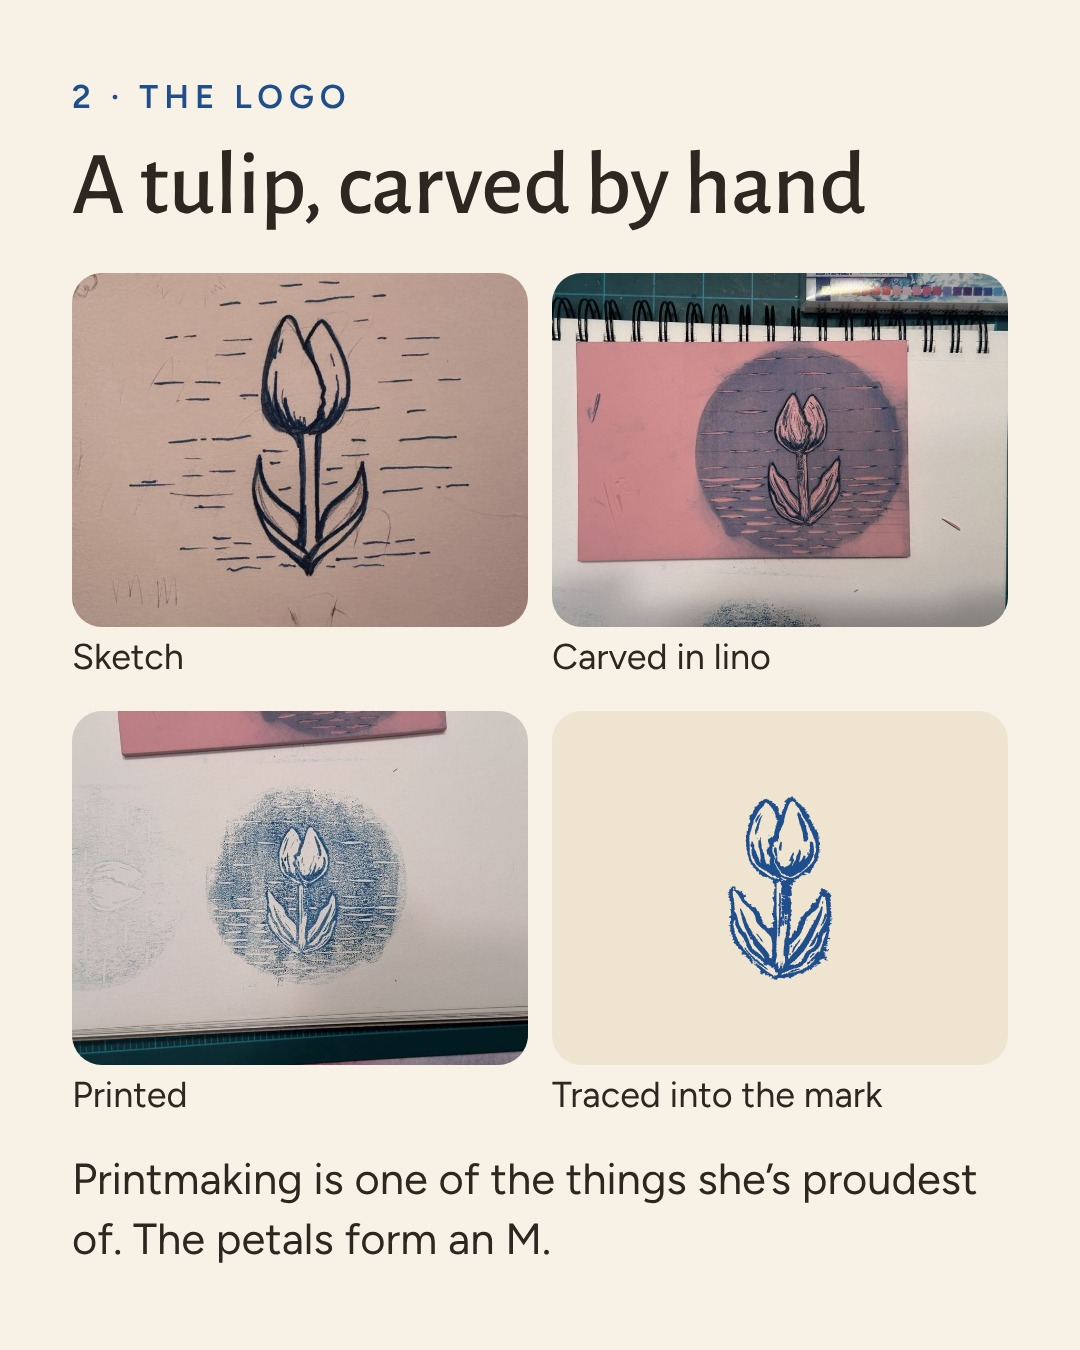 2 · THE LOGO
A tulip, carved by hand
Sketch
Carved in lino
Printed
Traced into the mark
Printmaking is one of the things she’s proudest
of. The petals form an M.